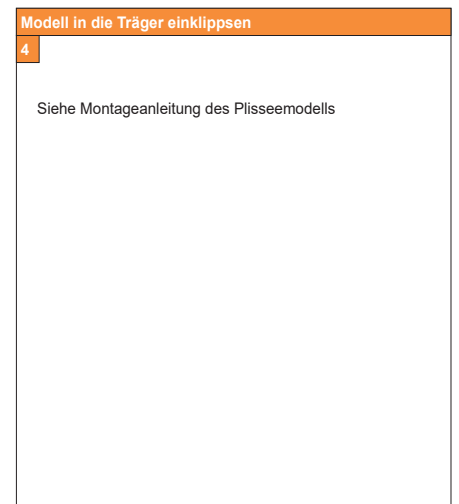 Modell in die Träger einklippsen
4
Siehe Montageanleitung des Plisseemodells